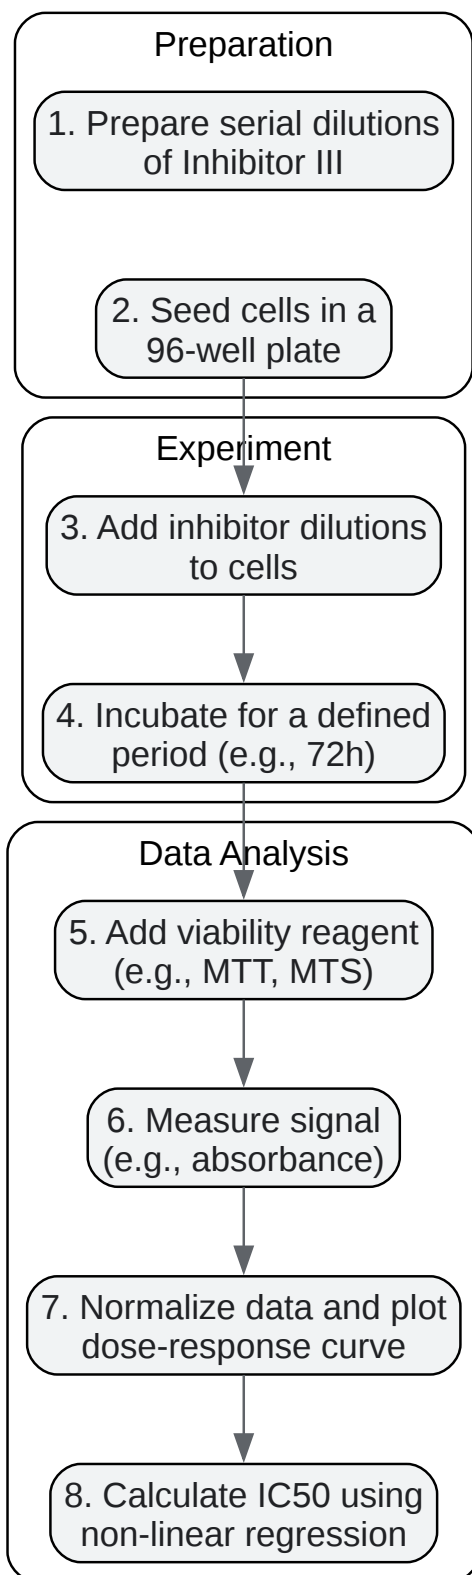 Preparation
1. Prepare serial dilutions
of Inhibitor III
2. Seed cells in a
96-well plate
Experiment
3. Add inhibitor dilutions
to cells
4. Incubate for a defined
period (e.g., 72h)
Data Analysis
5. Add viability reagent
(e.g., MTT, MTS)
6. Measure signal
(e.g., absorbance)
7. Normalize data and plot
dose-response curve
8. Calculate IC50 using
non-linear regression